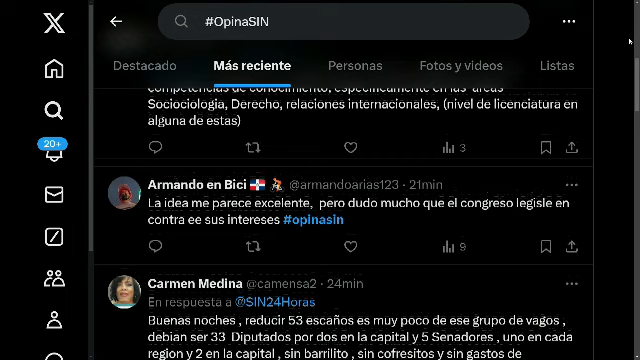 #OpinaSIN
Destacado Más reciente Personas Fotos y videos Listas
competencias de conocimiento, específicamente en las áreas
Sociociologia, Derecho, relaciones internacionales, (nivel de licenciatura en
alguna de estas)
3
20+
Armando en Bici @armandoarias123 · 21min
La idea me parece excelente, pero dudo mucho que el congreso legisle en
contra ee sus intereses #opinasin
9
Carmen Medina @camensa2 · 24min
En respuesta a @SIN24Horas
Buenas noches , reducir 53 escaños es muy poco de ese grupo de vagos ,
debian ser 33 Diputados por dos en la capital y 5 Senadores , uno en cada
region y 2 en la capital , sin barrilito , sin cofresitos y sin gastos de